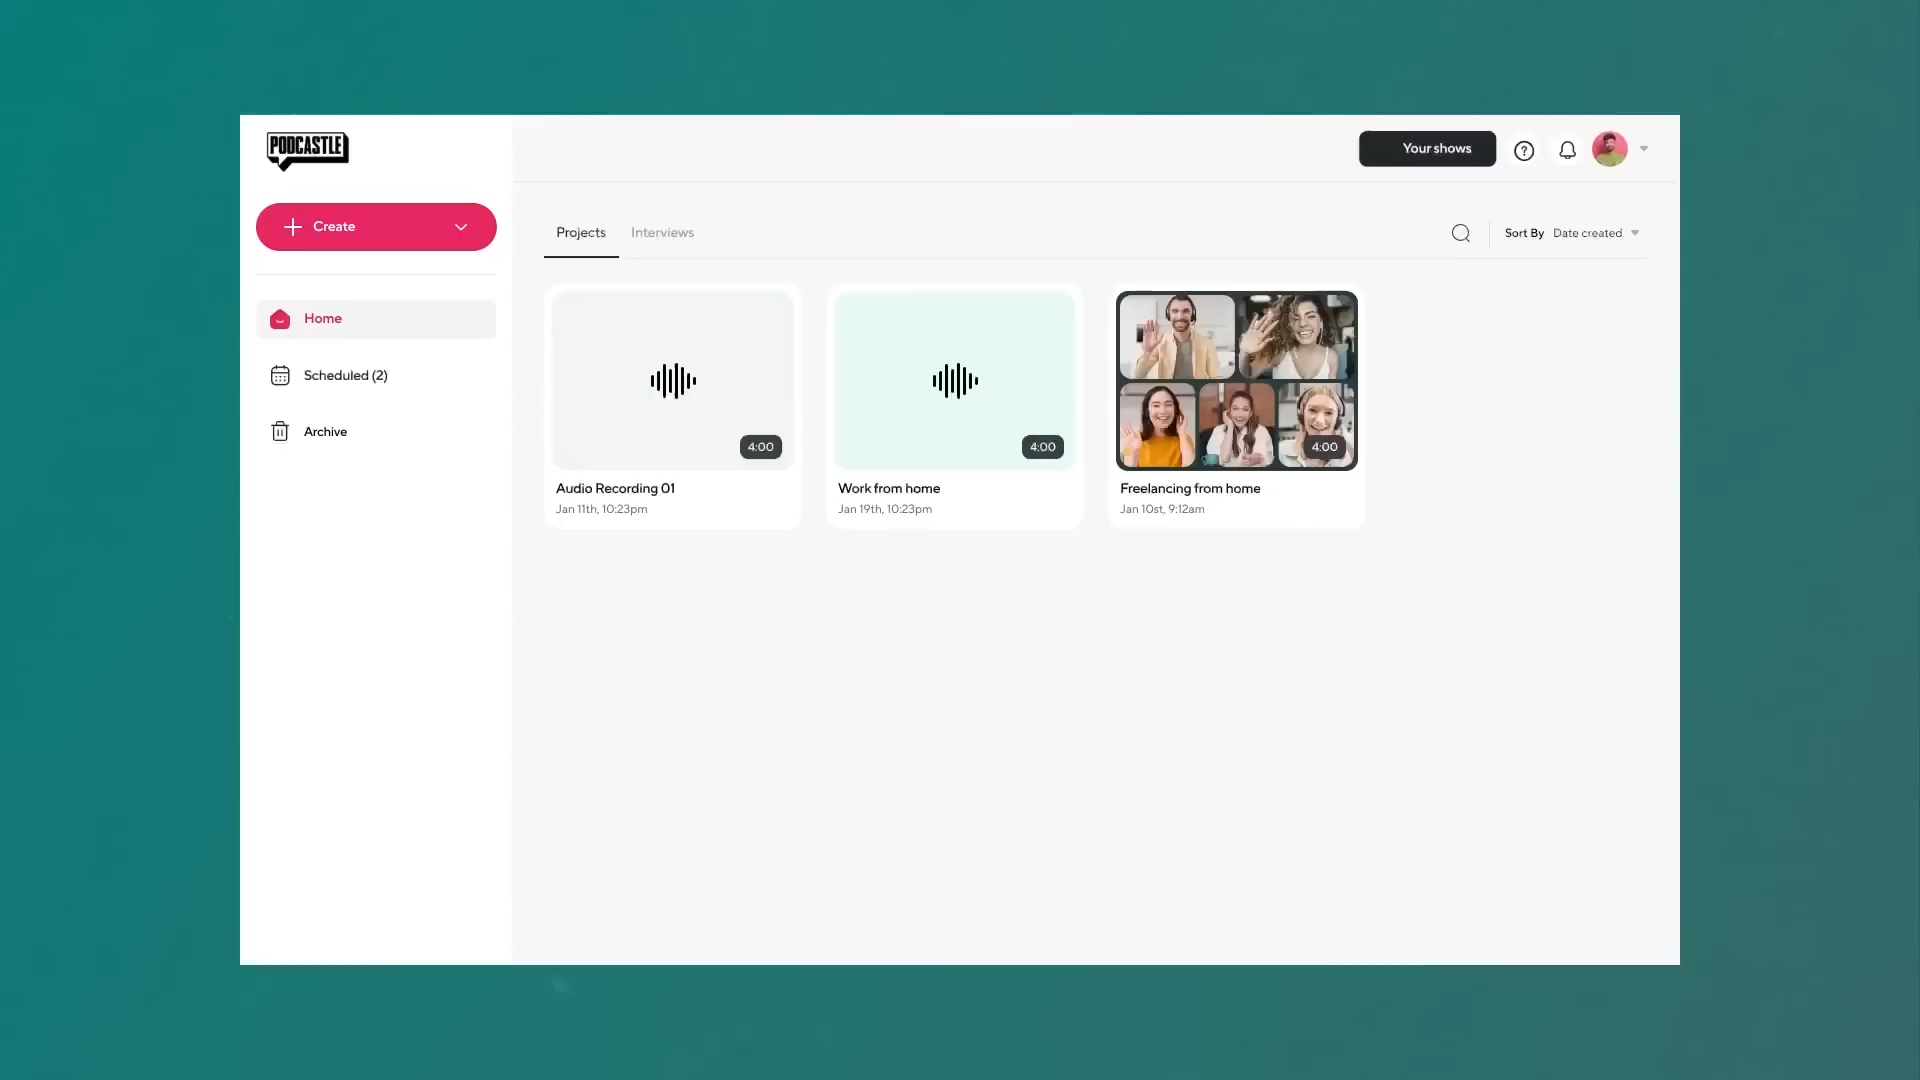 PODCASTLE
Your shows
Create
Projects
Interviews
Sort By Date created
Home
Scheduled (2)
Archive
4:00
4:00
4:00
Audio Recording 01
Jan 11th, 10:23pm
Work from home
Jan 19th, 10:23pm
Freelancing from home
Jan 10st, 9:12am